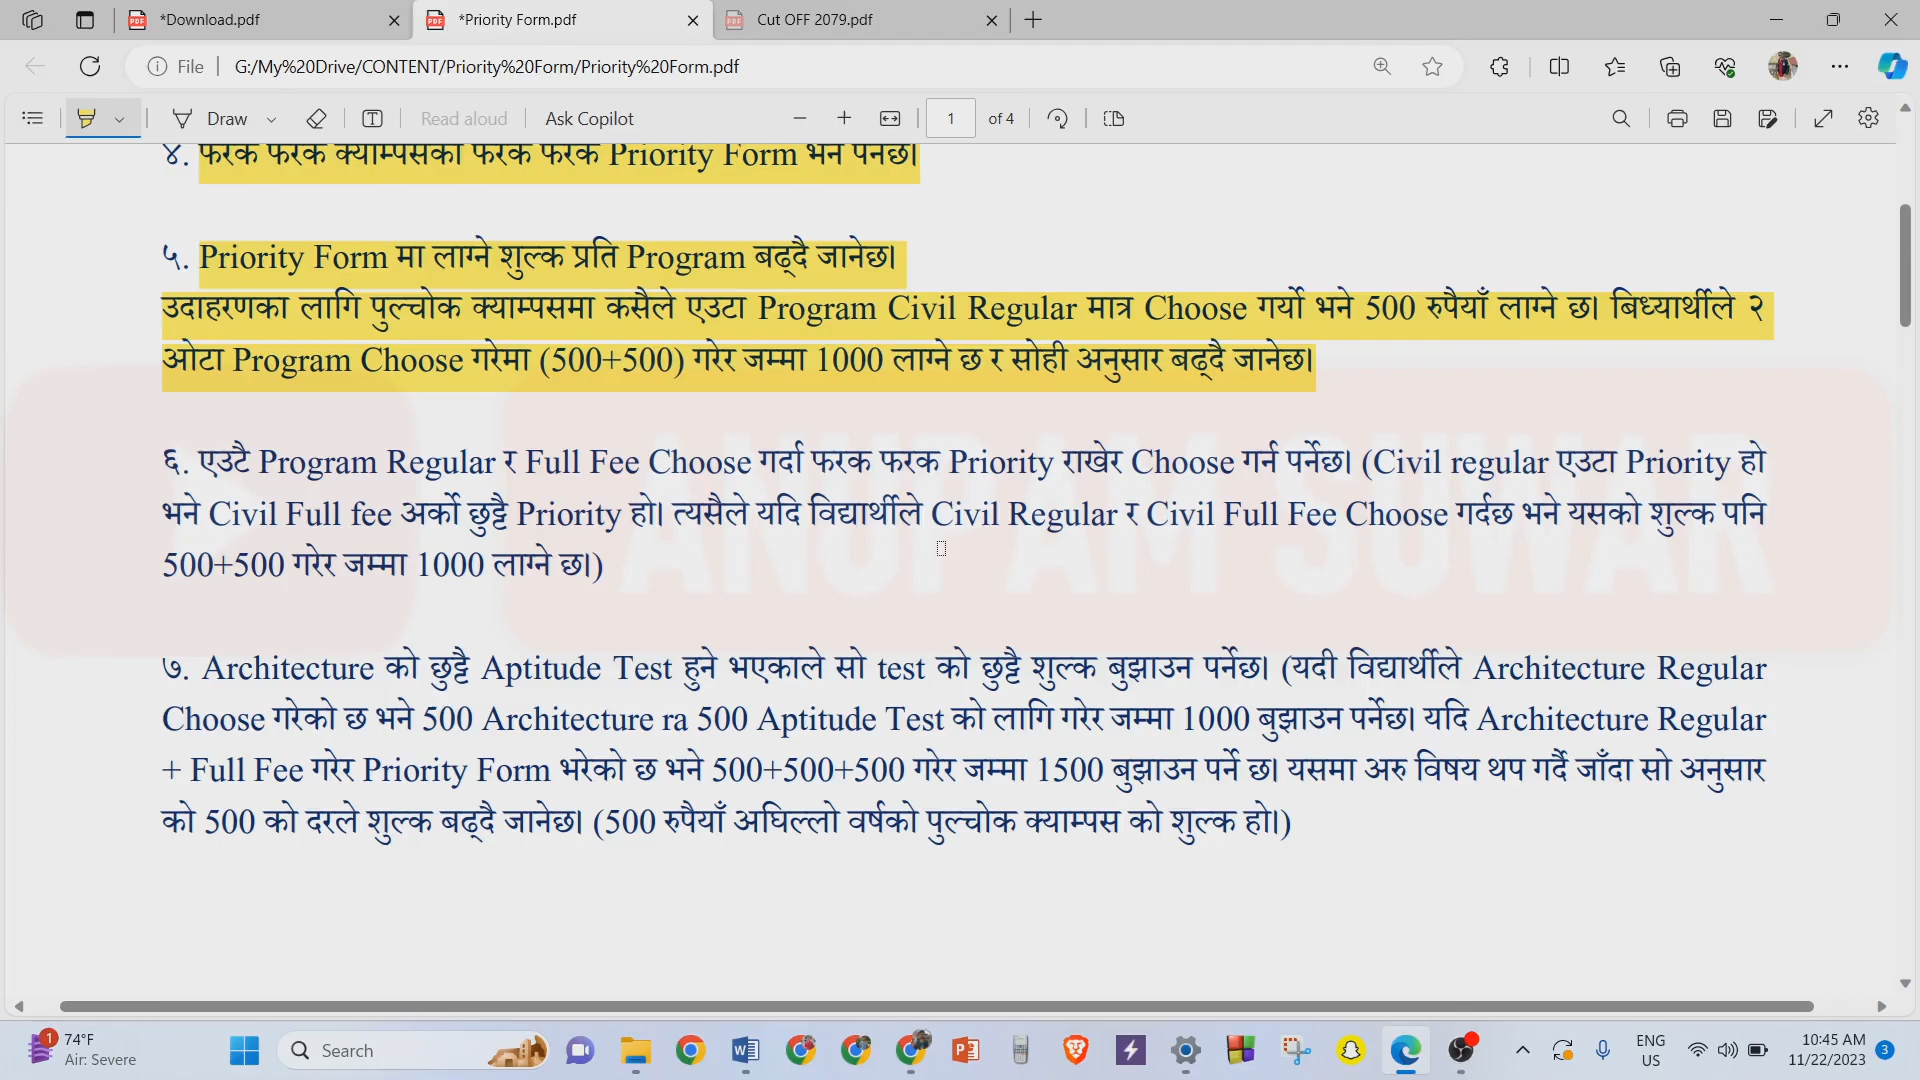 *Download.pdf
*Priority Form.pdf
Cut OFF 2079.pdf
File
G:/My%20Drive/CONTENT/Priority%20Form/Priority%20Form.pdf
Draw
Read aloud
Ask Copilot
1
of 4
४. फरक फरक क्याम्पसका फरक फरक Priority Form भर्न पर्नेछ।
५. Priority Form मा लाग्ने शुल्क प्रति Program बढ्दै जानेछ।
उदाहरणका लागि पुल्चोक क्याम्पसमा कसैले एउटा Program Civil Regular मात्र Choose गर्यो भने 500 रुपैयाँ लाग्ने छ। बिध्यार्थीले २
ओटा Program Choose गरेमा (500+500) गरेर जम्मा 1000 लाग्ने छ र सोही अनुसार बढ्दै जानेछ।
६. एउटै Program Regular र Full Fee Choose गर्दा फरक फरक Priority राखेर Choose गर्न पर्नेछ। (Civil regular एउटा Priority हो
भने Civil Full fee अर्को छुट्टै Priority हो। त्यसैले यदि विद्यार्थीले Civil Regular र Civil Full Fee Choose गर्दछ भने यसको शुल्क पनि
500+500 गरेर जम्मा 1000 लाग्ने छ।)
ANUPAM SUWAR
७. Architecture को छुट्टै Aptitude Test हुने भएकाले सो test को छुट्टै शुल्क बुझाउन पर्नेछ। (यदी विद्यार्थीले Architecture Regular
Choose गरेको छ भने 500 Architecture ra 500 Aptitude Test को लागि गरेर जम्मा 1000 बुझाउन पर्नेछ। यदि Architecture Regular
+ Full Fee गरेर Priority Form भरेको छ भने 500+500+500 गरेर जम्मा 1500 बुझाउन पर्ने छ। यसमा अरु विषय थप गर्दै जाँदा सो अनुसार
को 500 को दरले शुल्क बढ्दै जानेछ। (500 रुपैयाँ अघिल्लो वर्षको पुल्चोक क्याम्पस को शुल्क हो।)
1
74°F
Air: Severe
Search
ENG
US
10:45 AM
11/22/2023
3